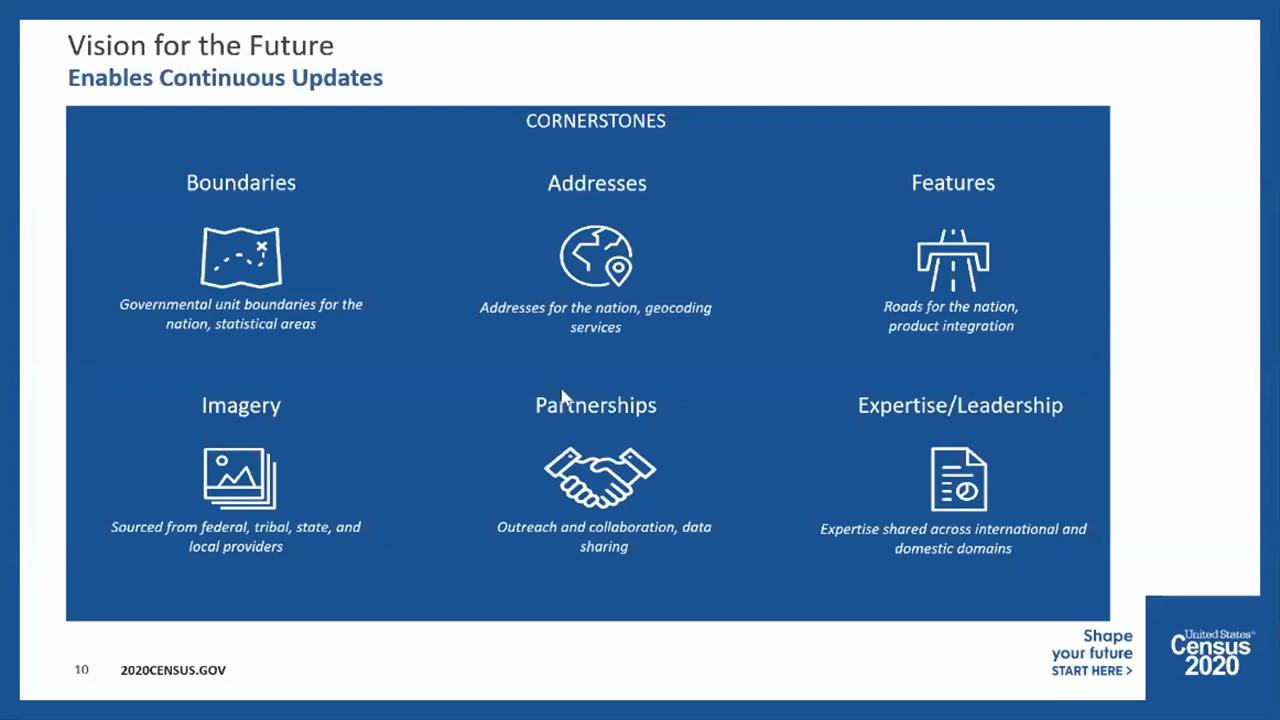 Vision for the Future
Enables Continuous Updates
CORNERSTONES
Boundaries
Addresses
Features
Governmental unit boundaries for the
nation, statistical areas
Addresses for the nation, geocoding
services
Roads for the nation,
product integration
Imagery
Partnerships
Expertise/Leadership
Sourced from federal, tribal, state, and
local providers
Outreach and collaboration, data
sharing
Expertise shared across international and
domestic domains
10
2020CENSUS.GOV
Shape
your future
START HERE >
United States®
Census
2020